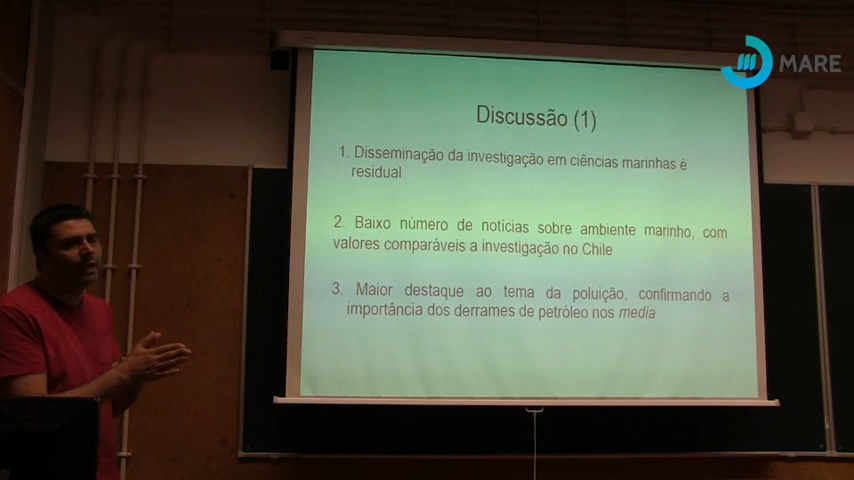 MARE
Discussão (1)
1. Disseminação da investigação em ciências marinhas é
residual
2. Baixo número de notícias sobre ambiente marinho, com
valores comparáveis a investigação no Chile
3. Maior destaque ao tema da poluição, confirmando a
importância dos derrames de petróleo nos media